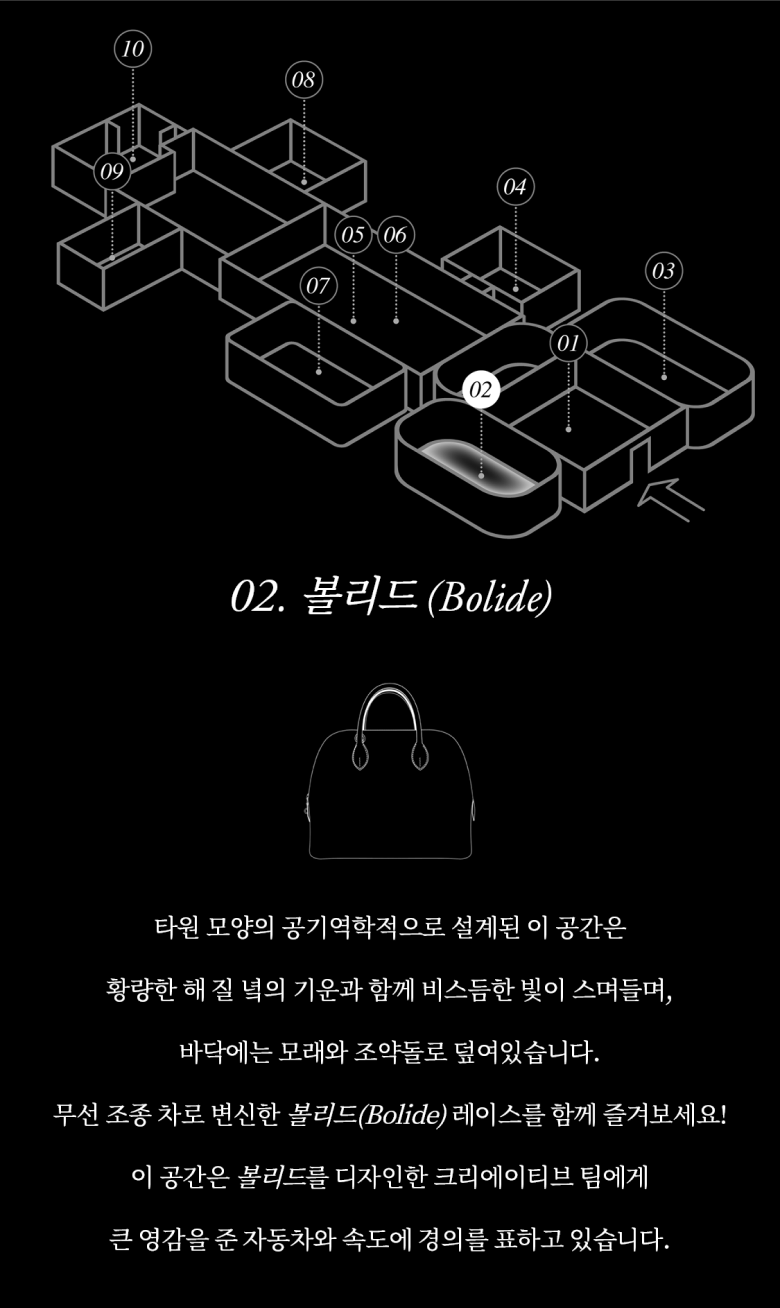 10
08
09
04
05
06
03
07
01
02
02. 볼리드 (Bolide)
타원 모양의 공기역학적으로 설계된 이 공간은
황량한 해 질 녘의 기운과 함께 비스듬한 빛이 스며들며,
바닥에는 모래와 조약돌로 덮여있습니다.
무선 조종 차로 변신한 볼리드(Bolide) 레이스를 함께 즐겨보세요!
이 공간은 볼리드를 디자인한 크리에이티브 팀에게
큰 영감을 준 자동차와 속도에 경의를 표하고 있습니다.